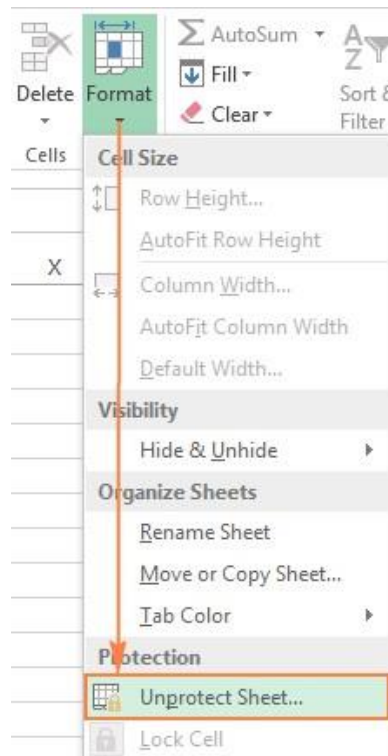 AutoSum
Delete Format
Fill
Sort &
Clear
Filter
Cells
Cell Size
Row Height...
AutoFit Row Height
X
Column Width...
AutoFit Column Width
Default Width...
Visibility
Hide & Unhide
Organize Sheets
Rename Sheet
Move or Copy Sheet...
Tab Color
Protection
Unprotect Sheet...
Lock Cell